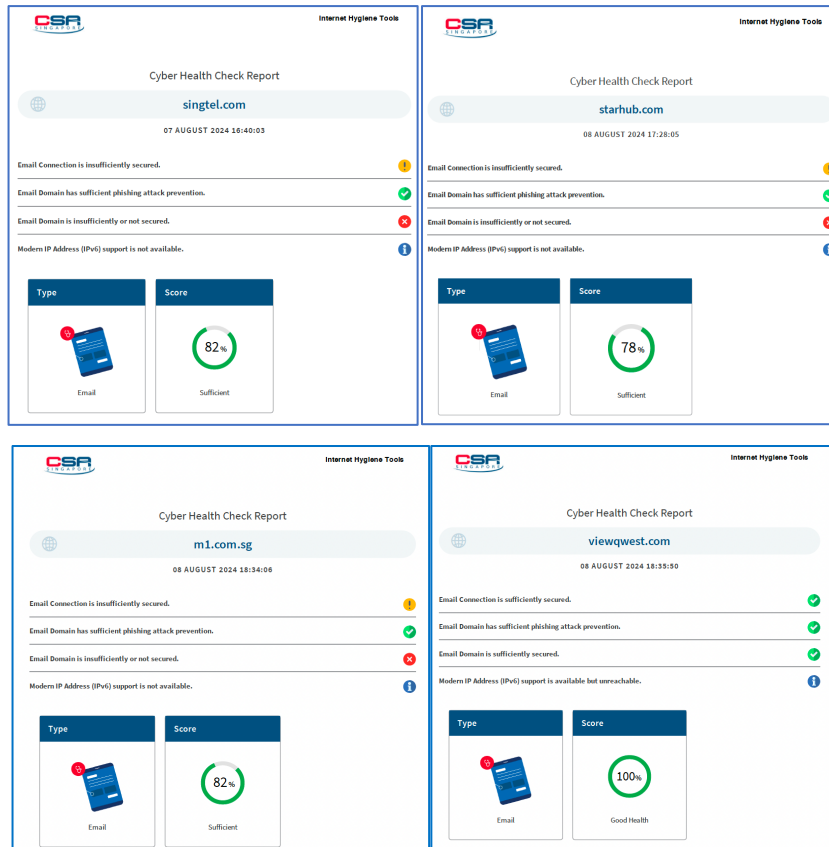 CSA
SINGAPORE
Internet Hygiene Tools
Cyber Health Check Report
singtel.com
07 AUGUST 2024 16:40:03
Email Connection is insufficiently secured.
Email Domain has sufficient phishing attack prevention.
Email Domain is insufficiently or not secured.
Modern IP Address (IPv6) support is not available.
Type
Score
82%
Email
Sufficient
CSA
SINGAPORE
Internet Hygiene Tools
Cyber Health Check Report
starhub.com
08 AUGUST 2024 17:28:05
Email Connection is insufficiently secured.
Email Domain has sufficient phishing attack prevention.
Email Domain is insufficiently or not secured.
Modern IP Address (IPv6) support is not available.
Type
Score
78%
Email
Sufficient
CSA
SINGAPORE
Internet Hygiene Tools
Cyber Health Check Report
m1.com.sg
08 AUGUST 2024 18:34:06
Email Connection is insufficiently secured.
Email Domain has sufficient phishing attack prevention.
Email Domain is insufficiently or not secured.
Modern IP Address (IPv6) support is not available.
Type
Score
82%
Email
Sufficient
CSA
SINGAPORE
Internet Hygiene Tools
Cyber Health Check Report
viewqwest.com
08 AUGUST 2024 18:35:50
Email Connection is sufficiently secured.
Email Domain has sufficient phishing attack prevention.
Email Domain is sufficiently secured.
Modern IP Address (IPv6) support is available but unreachable.
Type
Score
100%
Email
Good Health